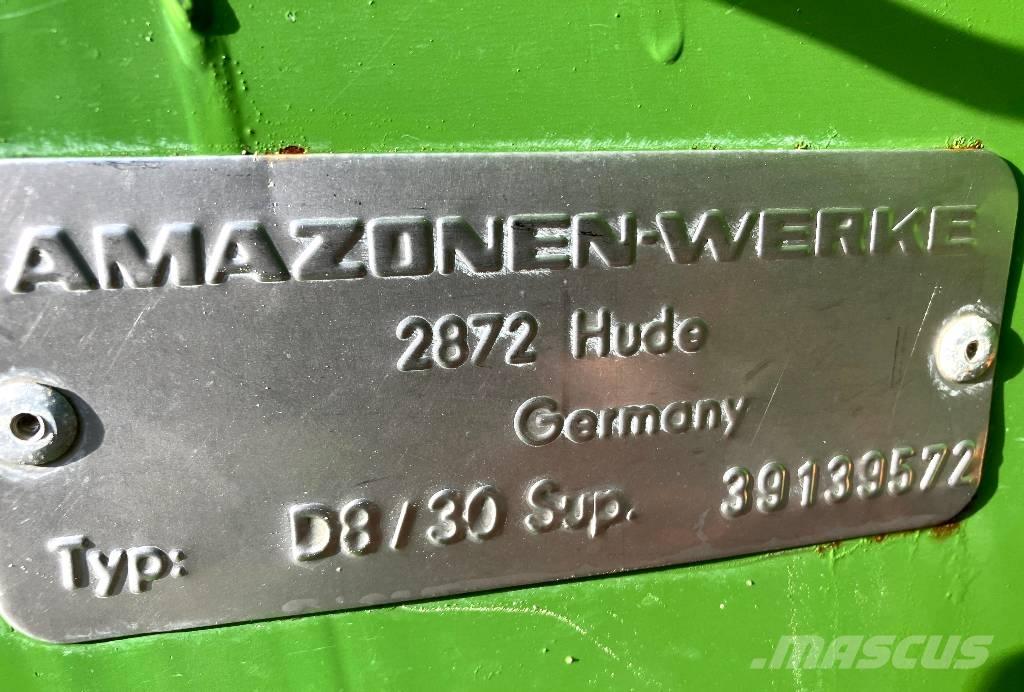 AMAZONEN-WERKE
2872 Hude
Germany
Typ: D8/30 Sup. 39139572
MASCUS